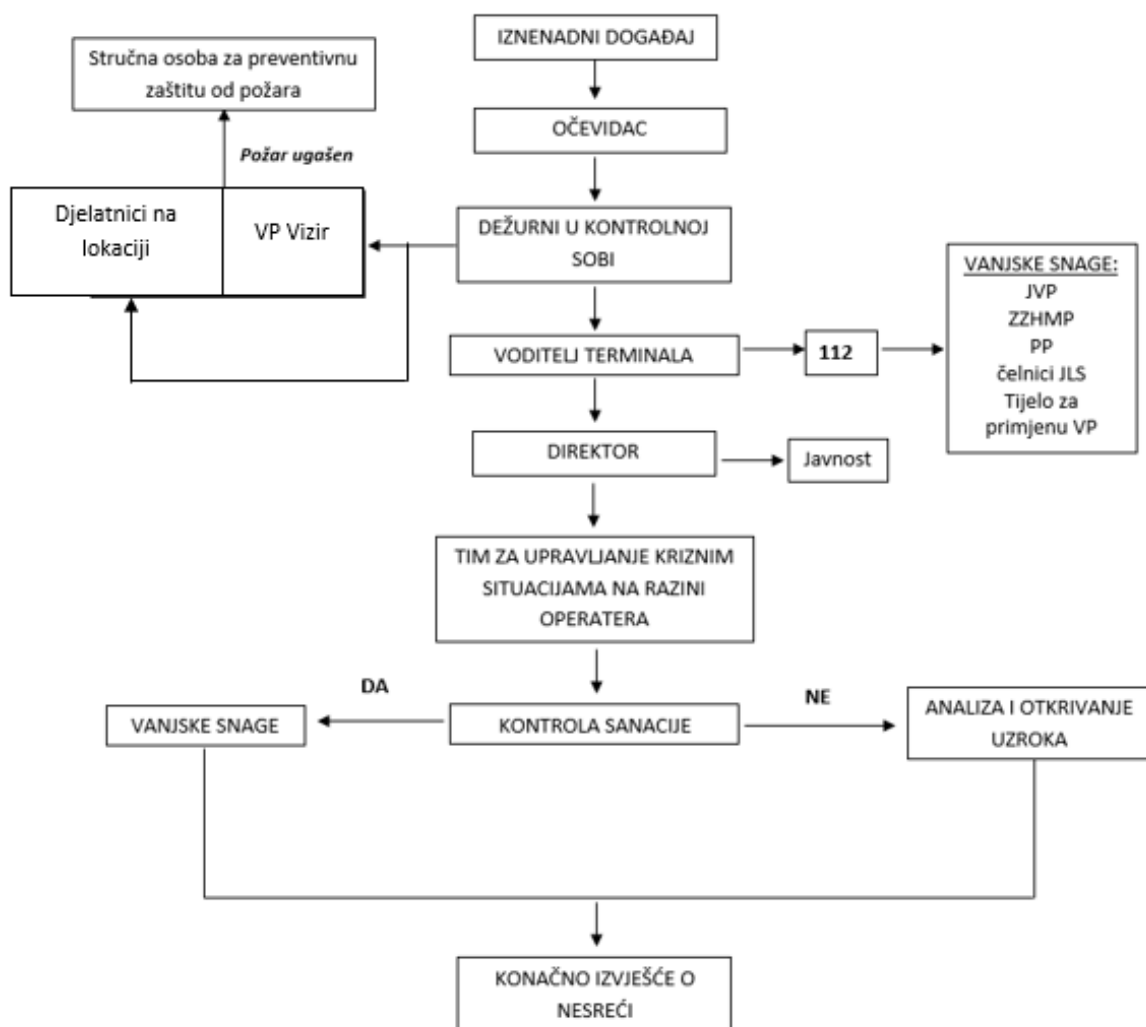 IZNENADNI DOGAĐAJ
Stručna osoba za preventivnu
zaštitu od požara
OČEVIDAC
Požar ugašen
Djelatnici na
lokaciji
VP Vizir
DEŽURNI U KONTROLNOJ
SOBI
VANJSKE SNAGE:
JVP
ZZHMP
PP
čelnici JLS
Tijelo za
primjenu VP
VODITELJ TERMINALA
112
DIREKTOR
Javnost
TIM ZA UPRAVLJANJE KRIZNIM
SITUACIJAMA NA RAZINI
OPERATERA
DA
NE
VANJSKE SNAGE
KONTROLA SANACIJE
ANALIZA I OTKRIVANJE
UZROKA
KONAČNO IZVJEŠĆE O
NESREĆI